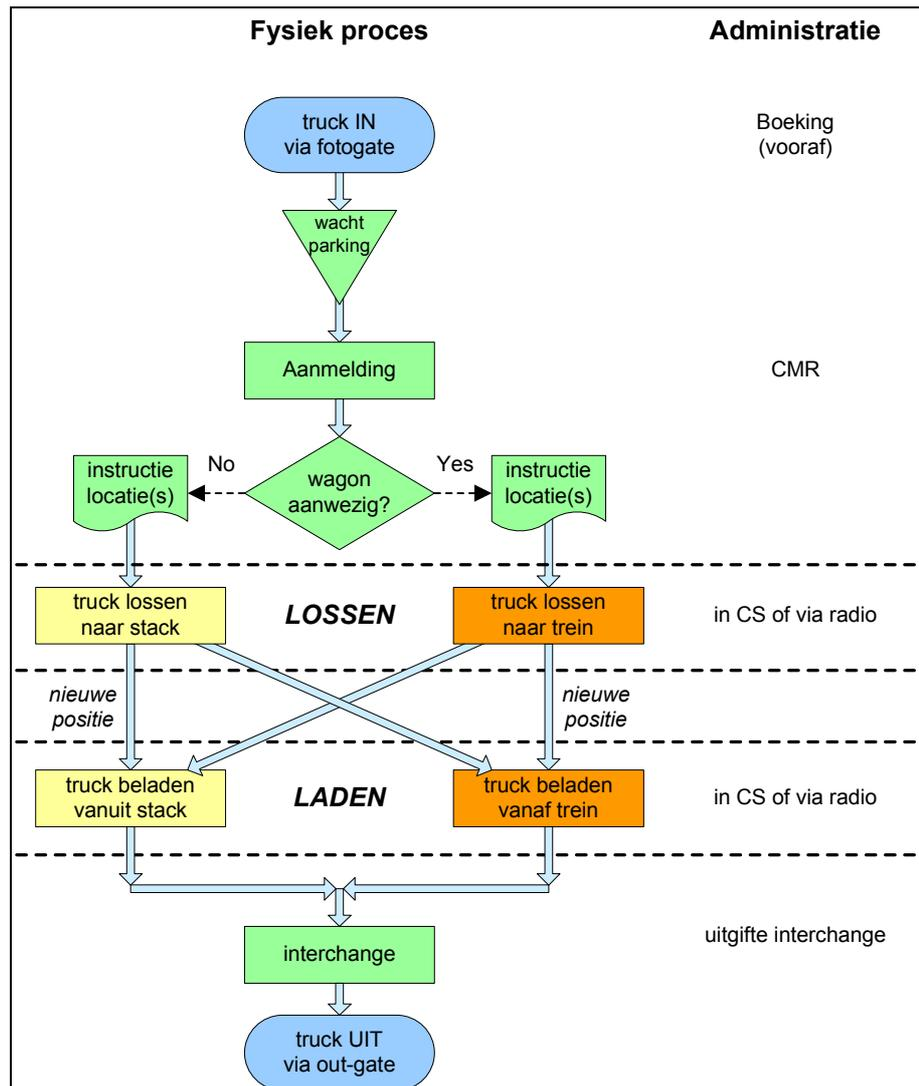 Fysiek proces
Administratie
truck IN
via fotogate
Boeking
(vooraf)
wacht
parking
Aanmelding
CMR
instructie
locatie(s)
No
wagon
aanwezig?
Yes
instructie
locatie(s)
truck lossen
naar stack
LOSSEN
truck lossen
naar trein
in CS of via radio
nieuwe
positie
nieuwe
positie
truck beladen
vanuit stack
LADEN
truck beladen
vanaf trein
in CS of via radio
interchange
uitgifte interchange
truck UIT
via out-gate